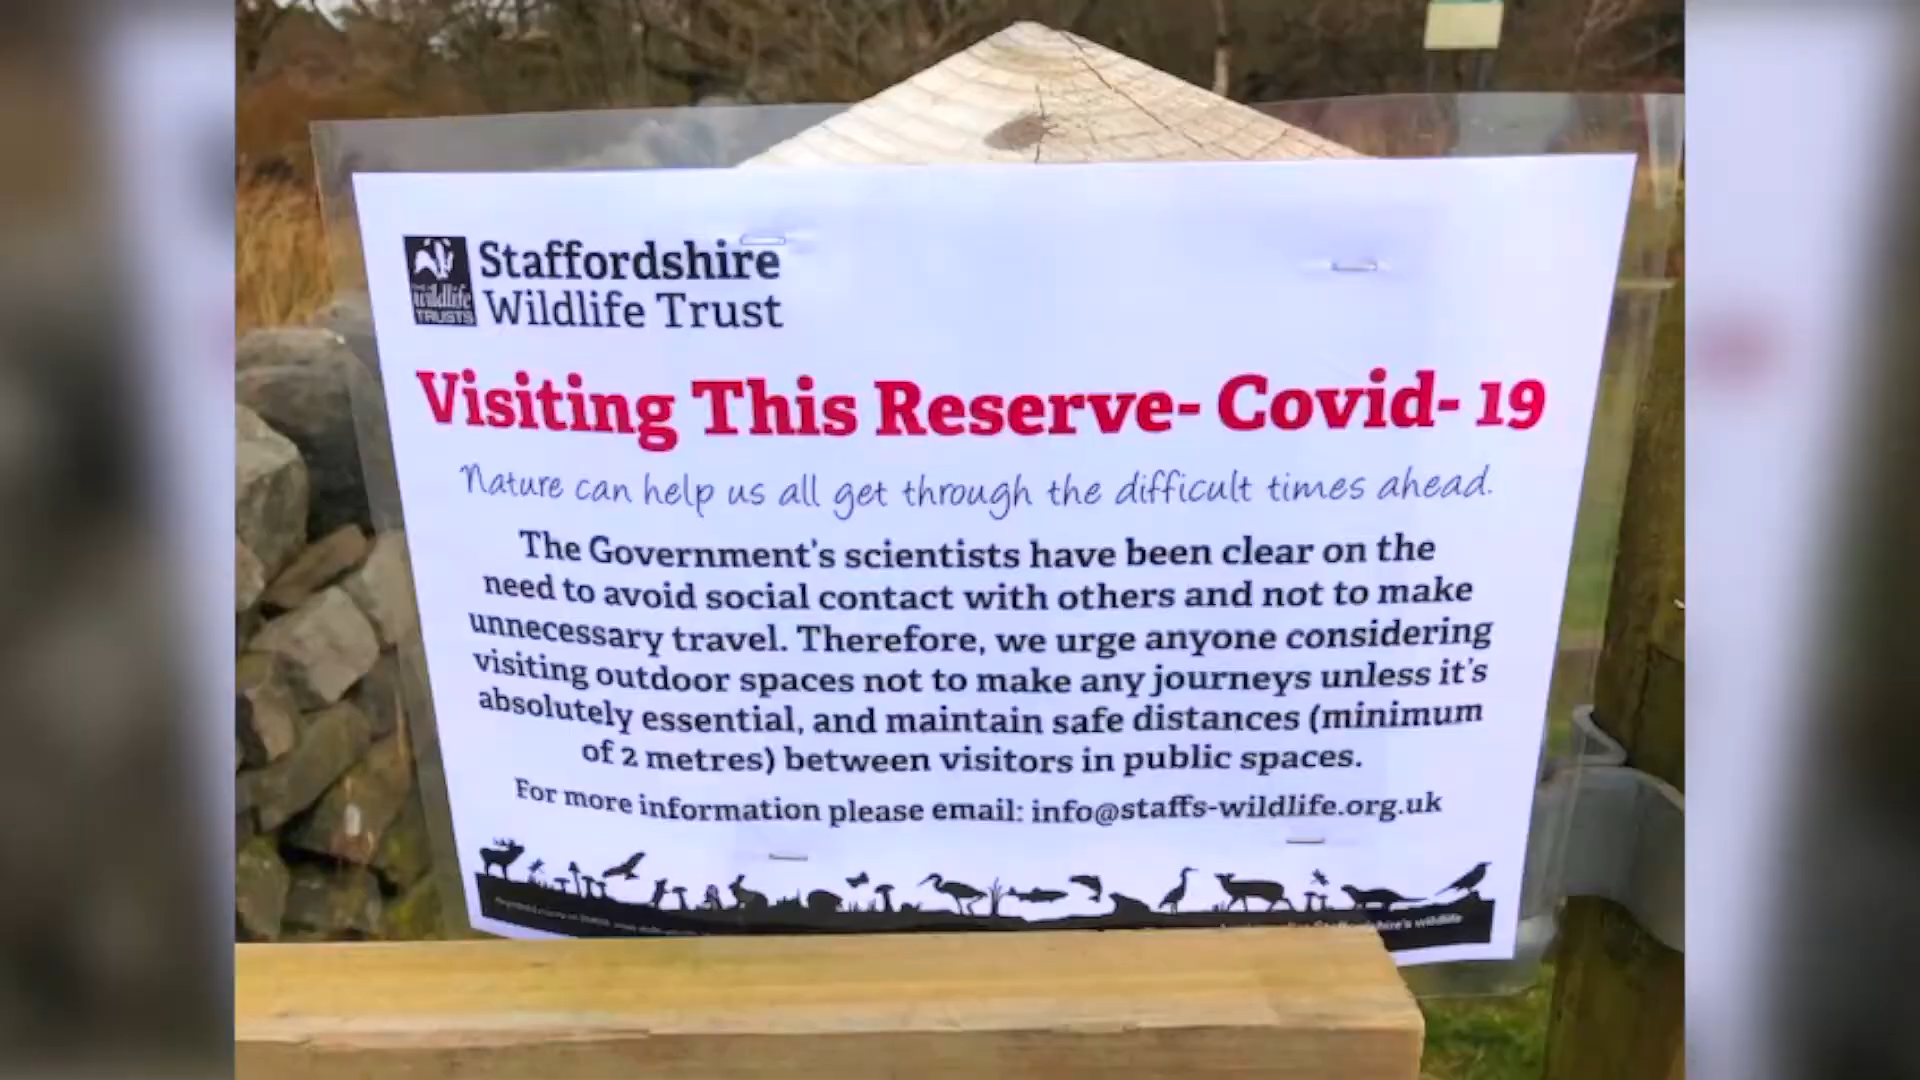 Staffordshire
Wildlife Trust
wildlife
TRUSTS
Visiting This Reserve- Covid- 19
Nature can help us all get through the difficult times ahead.
The Government's scientists have been clear on the
need to avoid social contact with others and not to make
unnecessary travel. Therefore, we urge anyone considering
visiting outdoor spaces not to make any journeys unless it's
absolutely essential, and maintain safe distances (minimum
of 2 metres) between visitors in public spaces.
For more information please email: info@staffs-wildlife.org.uk
wildlife